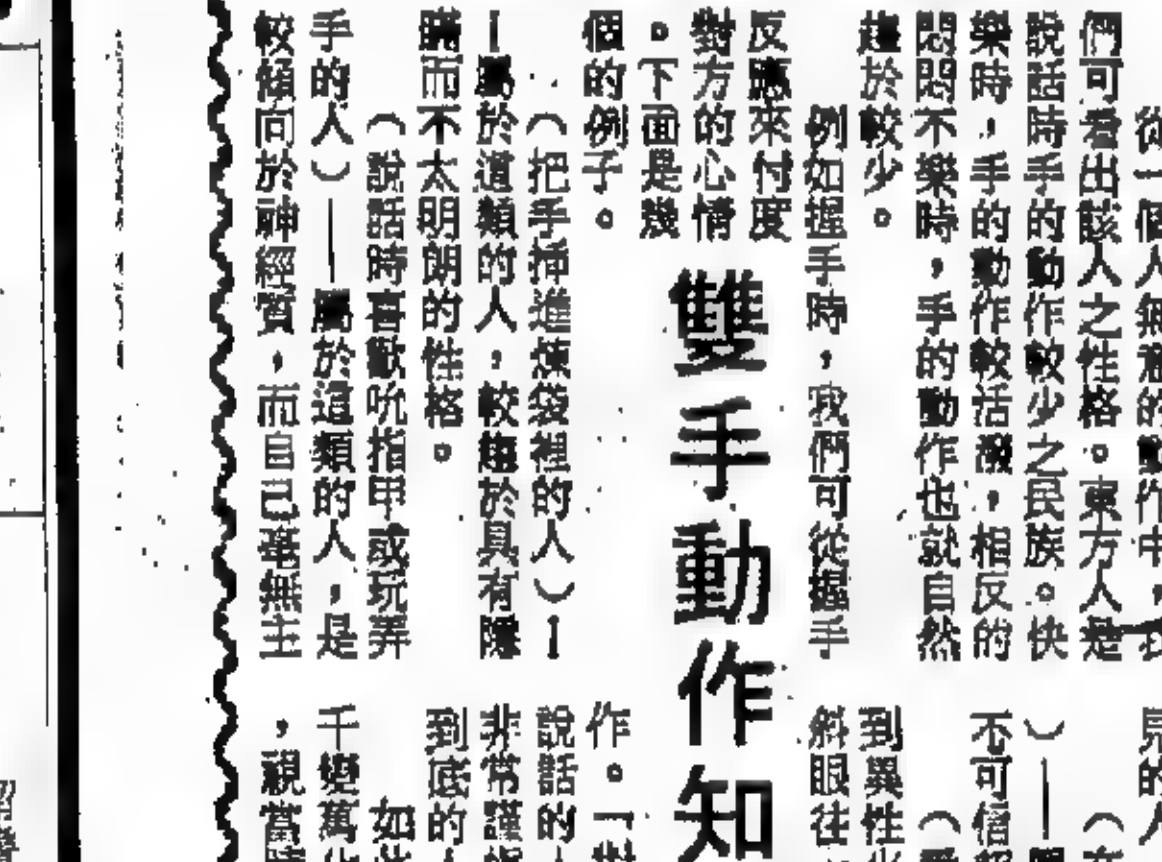 從一個人無意的動作中，我
們可看出該人之性格。東方人是
說話時手的動作較少之民族。快
樂時，手的動作較活潑，相反的
悶悶不樂時，手的動作也就自然
趨於較少。
例如握手時，我們可從握手
反應來忖度
對方的心情
。下面是幾
個的例子。
雙手動作知
（把手揷進煉袋裡的人）—
—屬於這類的人，較趨於具有隱
瞞而不太明朗的性格。
（說話時喜歡吮指甲或玩弄
手的人）——屬於這類的人，是
較傾向於神經質，而自己毫無主
見的人
（
）—
不可信
（
到異性
斜眼往
作。
說話的
非常謹
到底的
如此
千變萬化
，視當時